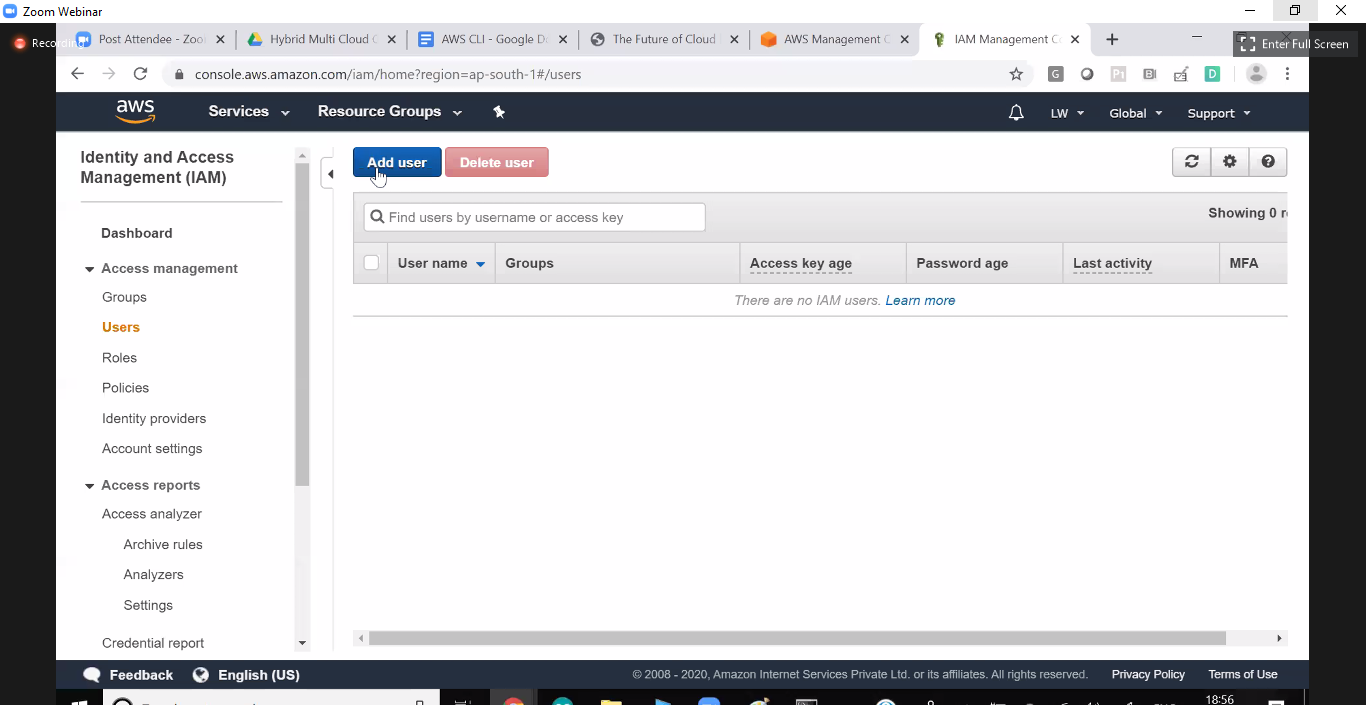 Zoom Webinar
Recording
Post Attendee - Zoo
Hybrid Multi Cloud C
AWS CLI - Google D
The Future of Cloud
AWS Management C
IAM Management C
Enter Full Screen
console.aws.amazon.com/iam/home?region=ap-south-1#/users
aws
Services
Resource Groups
LW
Global
Support
Identity and Access
Management (IAM)
Dashboard
Access management
Groups
Users
Roles
Policies
Identity providers
Account settings
Access reports
Access analyzer
Archive rules
Analyzers
Settings
Credential report
Add user
Delete user
Find users by username or access key
Showing 0 re
User name
Groups
Access key age
Password age
Last activity
MFA
There are no IAM users. Learn more
Feedback
English (US)
© 2008 - 2020, Amazon Internet Services Private Ltd. or its affiliates. All rights reserved.
Privacy Policy
Terms of Use
18:56